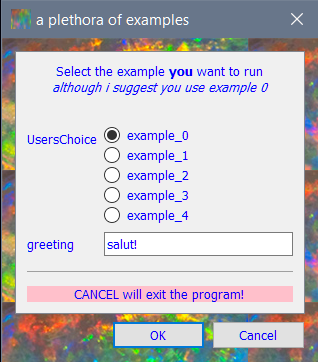 a plethora of examples
Select the example you want to run
although i suggest you use example 0
UsersChoice
example_0
example_1
example_2
example_3
example_4
greeting
salut!
CANCEL will exit the program!
OK
Cancel